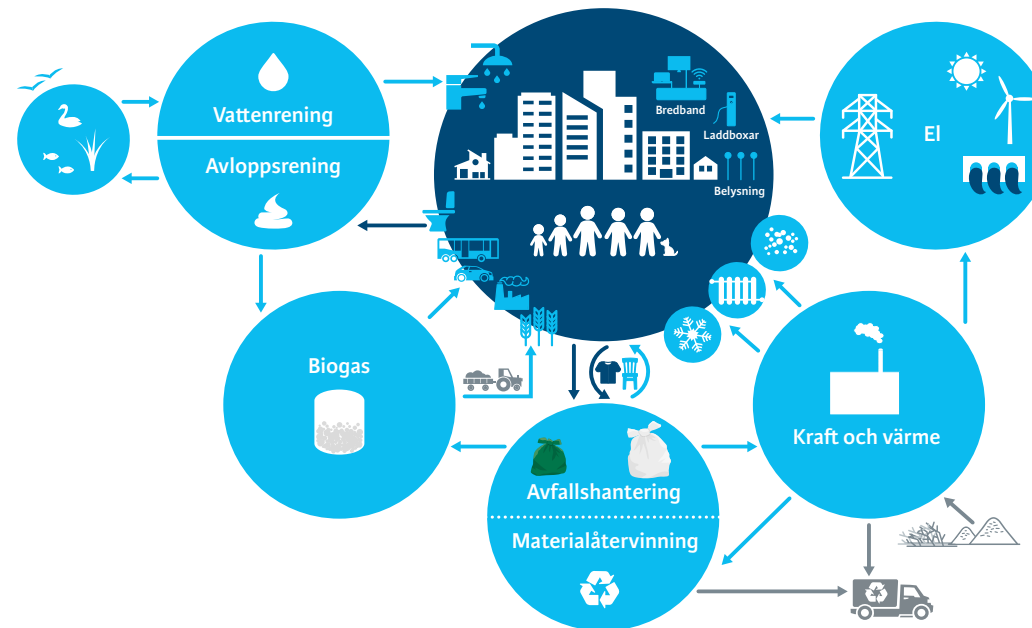 Vattenrening
Avloppsrening
Bredband
Laddboxar
Belysning
El
Biogas
Kraft och värme
Avfallshantering
Materialåtervinning